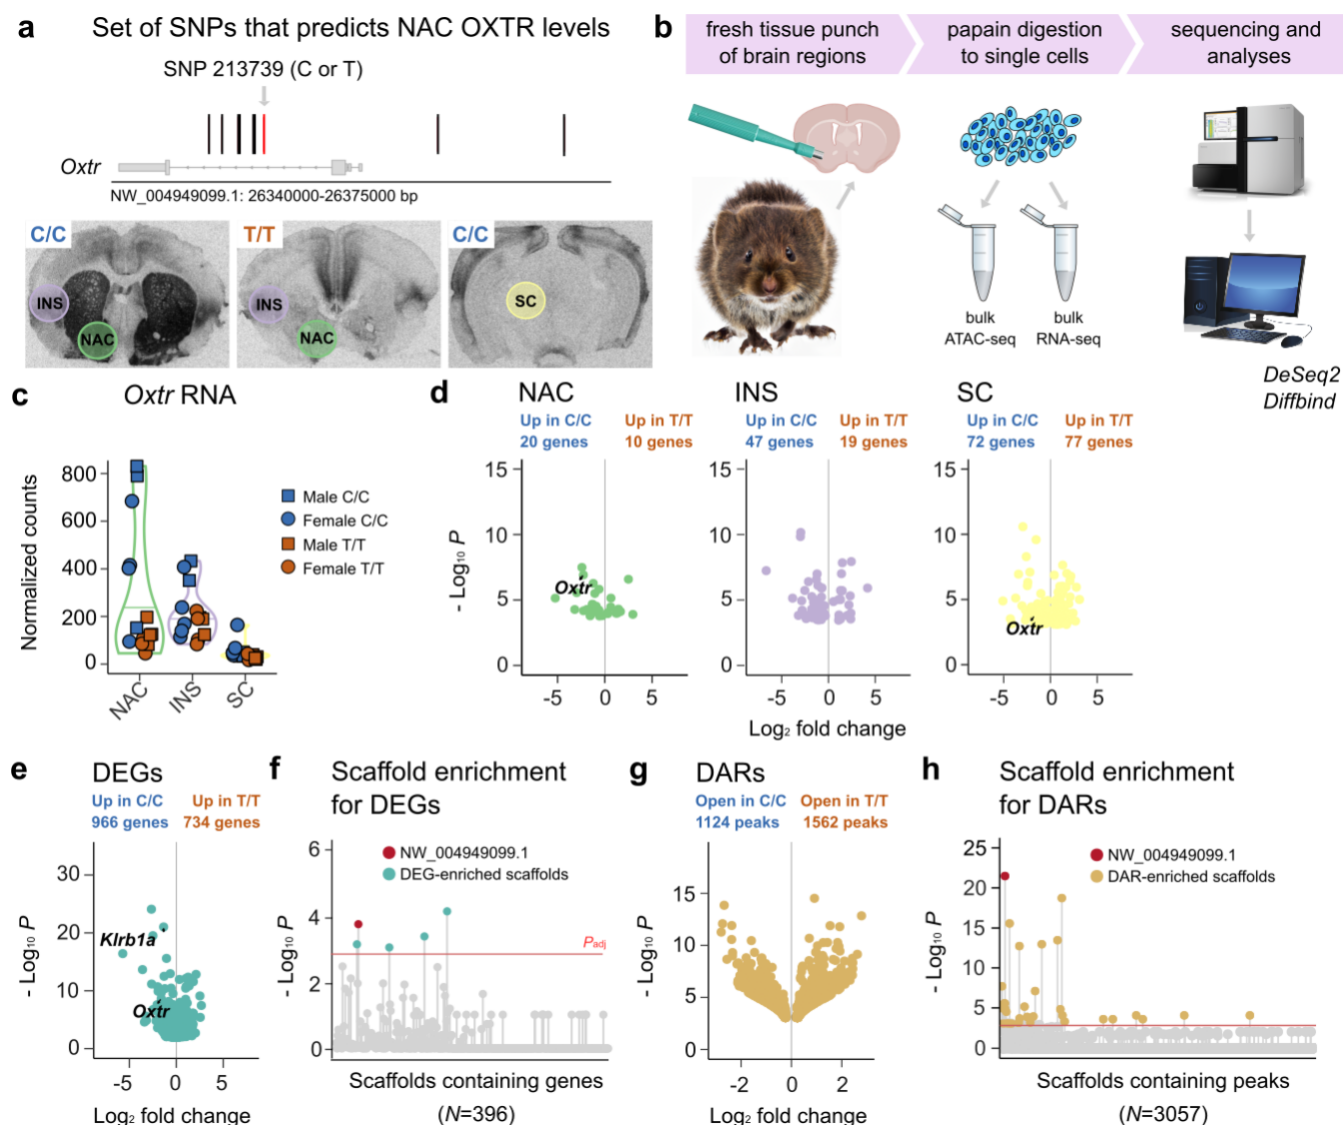 a
Set of SNPs that predicts NAC OXTR levels
SNP 213739 (C or T)
Oxtr
NW_004949099.1: 26340000-26375000 bp
C/C
INS
NAC
T/T
INS
NAC
C/C
SC
b
fresh tissue punch
of brain regions
papain digestion
to single cells
sequencing and
analyses
bulk
ATAC-seq
bulk
RNA-seq
DeSeq2
Diffbind
c
Oxtr RNA
Normalized counts
800
600
400
200
0
NAC
INS
SC
Male C/C
Female C/C
Male T/T
Female T/T
d
NAC
Up in C/C
20 genes
Up in T/T
10 genes
- Log₁₀ P
15
10
5
0
Oxtr
-5 0 5
INS
Up in C/C
47 genes
Up in T/T
19 genes
15
10
5
0
-5 0 5
Log₂ fold change
SC
Up in C/C
72 genes
Up in T/T
77 genes
15
10
5
0
Oxtr
-5 0 5
e
DEGs
Up in C/C
966 genes
Up in T/T
734 genes
- Log₁₀ P
30
20
10
0
Klrb1a
Oxtr
-5 0 5
Log₂ fold change
f
Scaffold enrichment
for DEGs
- Log₁₀ P
6
4
2
0
NW_004949099.1
DEG-enriched scaffolds
Padj
Scaffolds containing genes
(N=396)
g
DARs
Open in C/C
1124 peaks
Open in T/T
1562 peaks
- Log₁₀ P
15
10
5
0
-2 0 2
Log₂ fold change
h
Scaffold enrichment
for DARs
- Log₁₀ P
25
20
15
10
5
0
NW_004949099.1
DAR-enriched scaffolds
Scaffolds containing peaks
(N=3057)